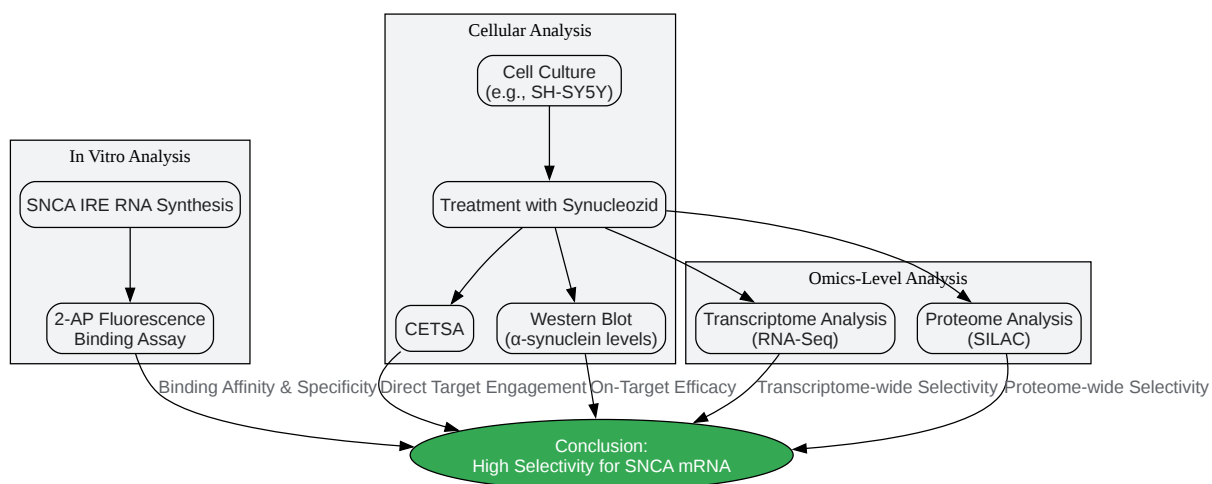 Cellular Analysis
Cell Culture
(e.g., SH-SY5Y)
In Vitro Analysis
SNCA IRE RNA Synthesis
Treatment with Synucleozid
Omics-Level Analysis
2-AP Fluorescence
Binding Assay
CETSA
Western Blot
(α-synuclein levels)
Transcriptome Analysis
(RNA-Seq)
Proteome Analysis
(SILAC)
Binding Affinity & Specificity
Direct Target Engagement
On-Target Efficacy
Transcriptome-wide Selectivity
Proteome-wide Selectivity
Conclusion:
High Selectivity for SNCA mRNA